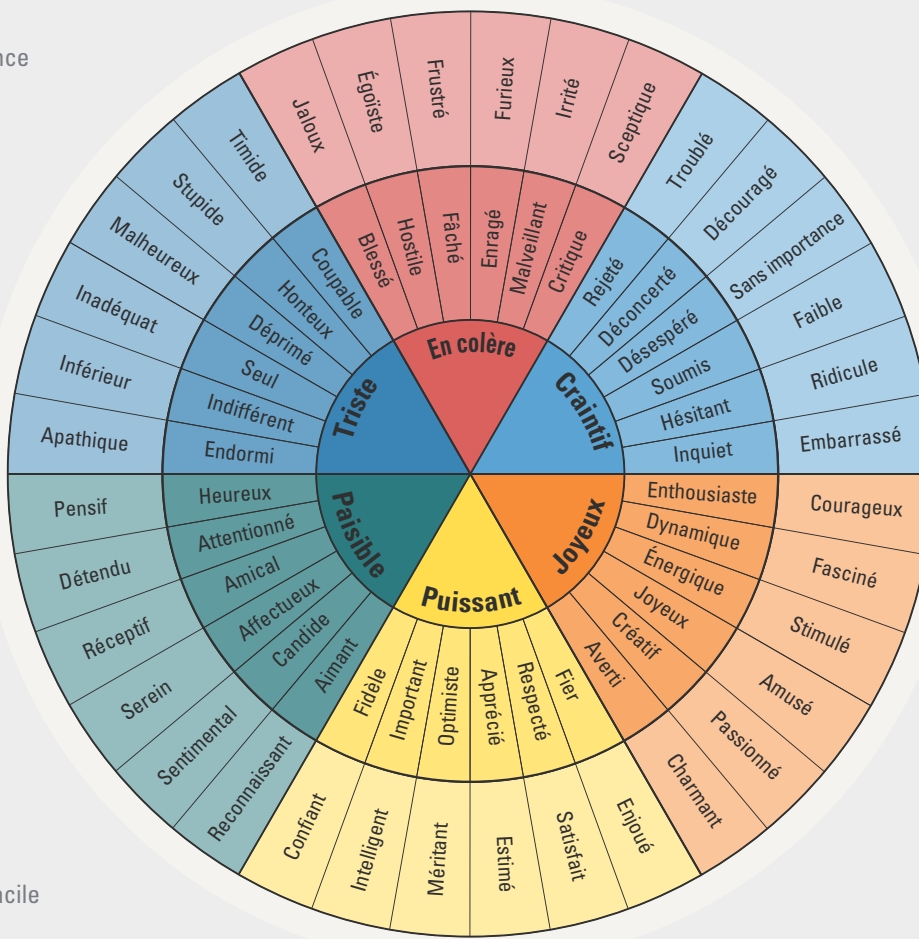 nce
Jaloux
Égoïste
Frustré
Furieux
Irrité
Sceptique
Blessé
Hostile
Fâché
Enragé
Malveillant
Critique
En colère
Troublé
Découragé
Sans importance
Faible
Ridicule
Embarrassé
Rejeté
Déconcerté
Désespéré
Soumis
Hésitant
Inquiet
Craintif
Courageux
Fasciné
Stimulé
Amusé
Passionné
Charmant
Enthousiaste
Dynamique
Énergique
Joyeux
Créatif
Averti
Joyeux
Enjoué
Satisfait
Estimé
Méritant
Intelligent
Confiant
Fier
Respecté
Apprécié
Optimiste
Important
Fidèle
Puissant
Reconnaissant
Sentimental
Serein
Réceptif
Détendu
Pensif
Aimant
Candide
Affectueux
Amical
Attentionné
Heureux
Paisible
Apathique
Inférieur
Inadéquat
Malheureux
Stupide
Timide
Endormi
Indifférent
Seul
Déprimé
Honteux
Coupable
Triste
acile